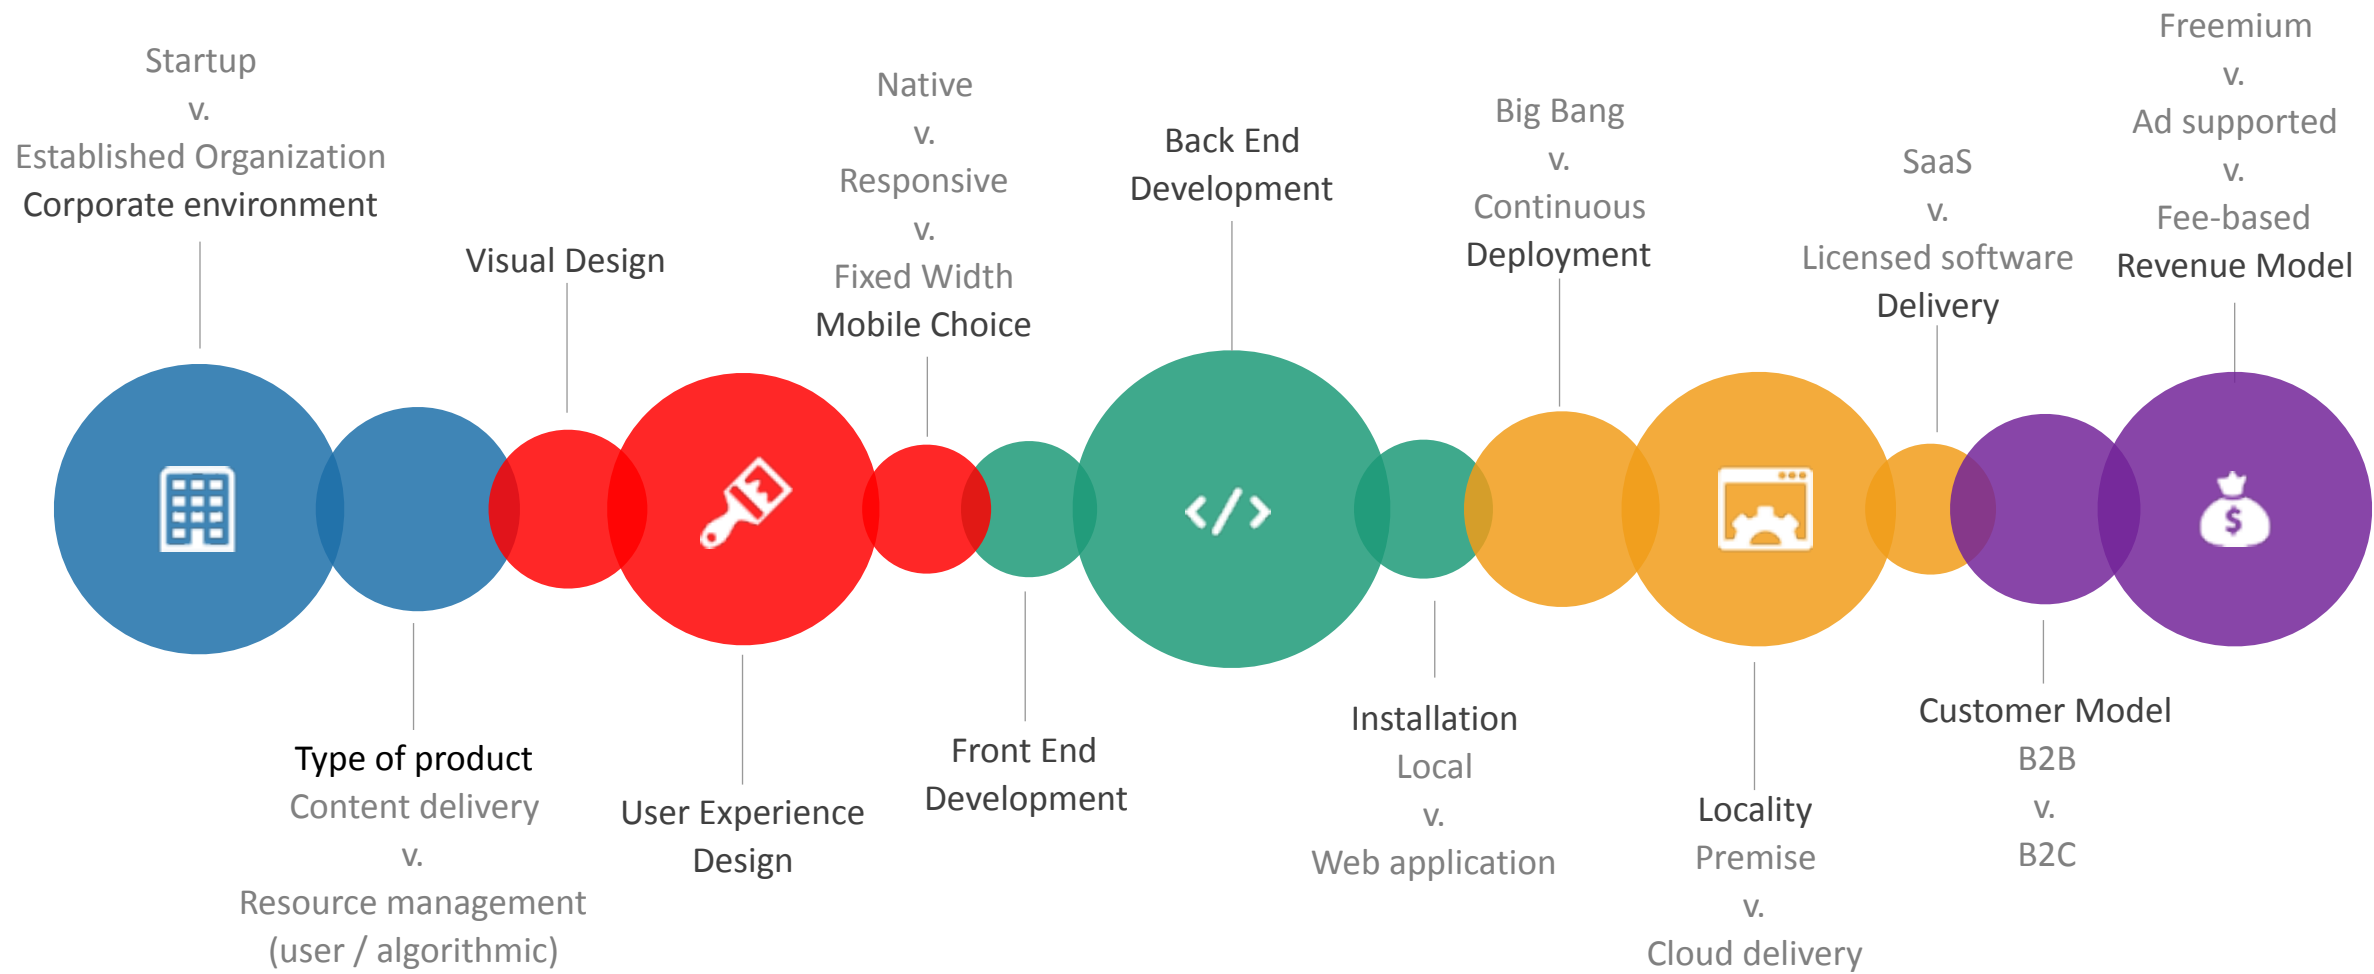 Startup
v.
Established Organization
Corporate environment
Type of product
Content delivery
v.
Resource management
(user / algorithmic)
Visual Design
User Experience
Design
Native
v.
Responsive
v.
Fixed Width
Mobile Choice
Front End
Development
Back End
Development
</>
Installation
Local
v.
Web application
Big Bang
v.
Continuous
Deployment
Locality
Premise
v.
Cloud delivery
SaaS
v.
Licensed software
Delivery
Customer Model
B2B
v.
B2C
Freemium
v.
Ad supported
v.
Fee-based
Revenue Model
$